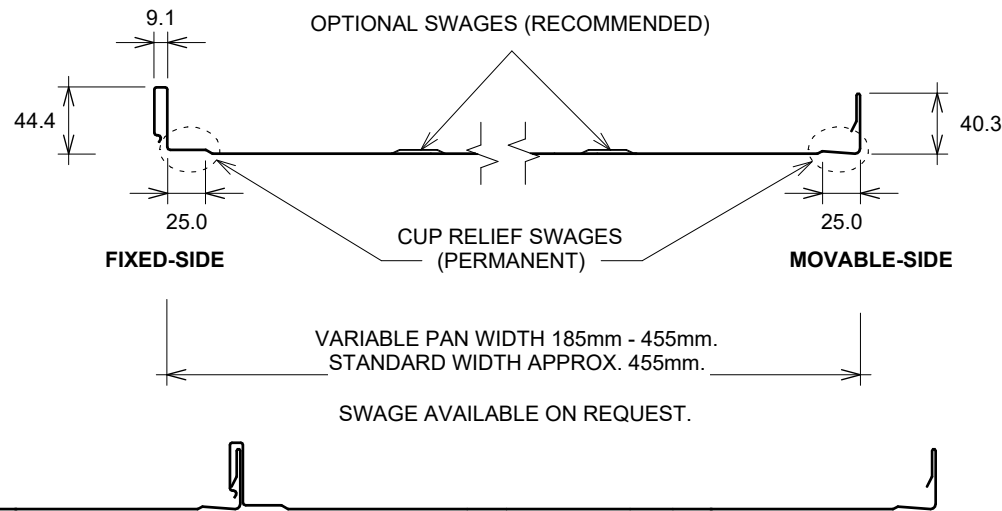 9.1
OPTIONAL SWAGES (RECOMMENDED)
44.4
40.3
25.0
25.0
CUP RELIEF SWAGES
(PERMANENT)
FIXED-SIDE
MOVABLE-SIDE
VARIABLE PAN WIDTH 185mm - 455mm.
STANDARD WIDTH APPROX. 455mm.
SWAGE AVAILABLE ON REQUEST.